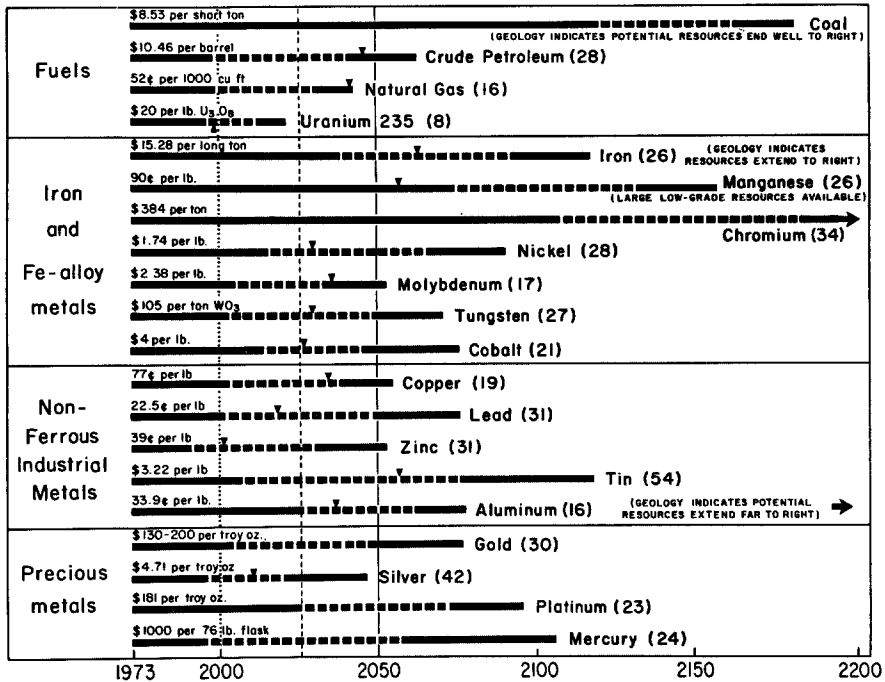 Fuels
$8.53 per short ton
Coal
(GEOLOGY INDICATES POTENTIAL RESOURCES END WELL TO RIGHT)
$10.46 per barrel
Crude Petroleum (28)
52¢ per 1000 cu ft
Natural Gas (16)
$20 per lb. U3O8
Uranium 235 (8)
Iron
and
Fe-alloy
metals
$15.28 per long ton
Iron (26)
(GEOLOGY INDICATES
RESOURCES EXTEND TO RIGHT)
90¢ per lb.
Manganese (26)
(LARGE LOW-GRADE RESOURCES AVAILABLE)
$384 per ton
Chromium (34)
$1.74 per lb.
Nickel (28)
$2 38 per lb.
Molybdenum (17)
$105 per ton WO3
Tungsten (27)
$4 per lb.
Cobalt (21)
Non-
Ferrous
Industrial
Metals
77¢ per lb
Copper (19)
22.5¢ per lb
Lead (31)
39¢ per lb
Zinc (31)
$3.22 per lb
Tin (54)
33.9¢ per lb.
Aluminum (16)
(GEOLOGY INDICATES POTENTIAL
RESOURCES EXTEND FAR TO RIGHT)
Precious
metals
$130-200 per troy oz.
Gold (30)
$4.71 per troy oz
Silver (42)
$181 per troy oz.
Platinum (23)
$1000 per 76 lb. flask
Mercury (24)
1973 2000 2050 2100 2150 2200